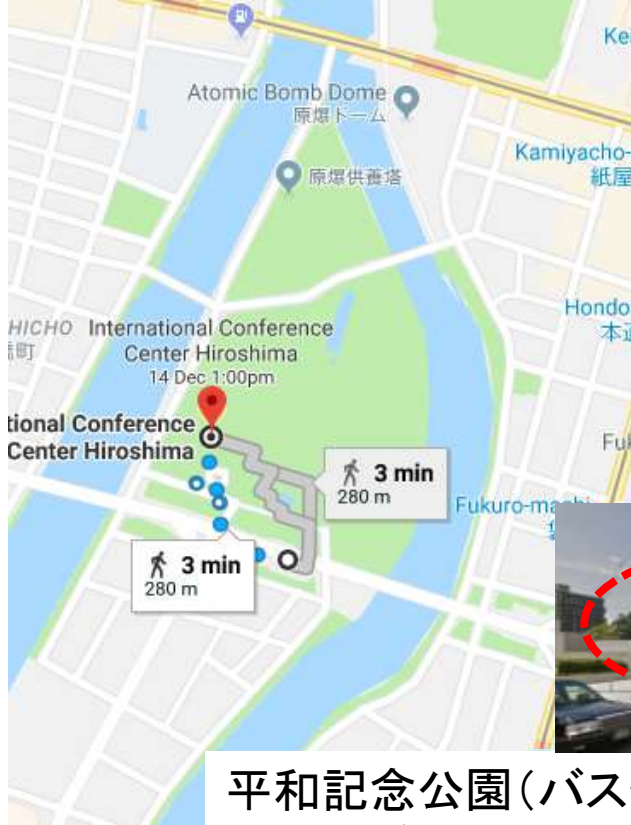 Ke
Atomic Bomb Dome
原爆ドーム
Kamiyacho-
紙屋
原爆供養塔
Hondo
本通
HICHO
International Conference
Center Hiroshima
14 Dec 1:00pm
tional Conference
Center Hiroshima
Fuk
3 min
280 m
Fukuro-machi
3 min
280 m
平和記念公園(バス